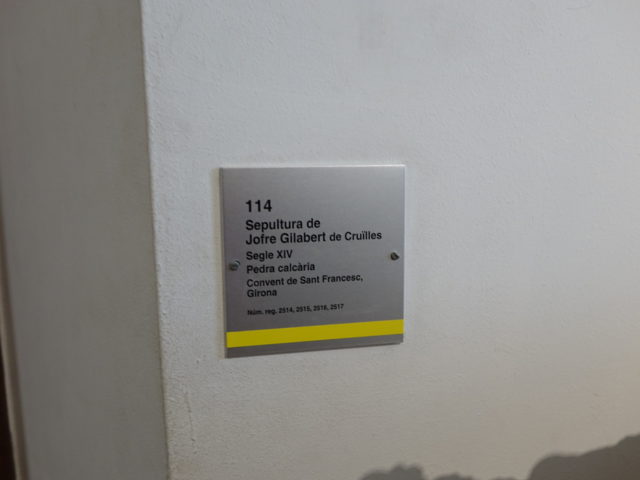 114
Sepultura de
Jofre Gilabert de Cruïlles
Segle XIV
Pedra calcària
Convent de Sant Francesc,
Girona
Núm. reg. 2514, 2515, 2516, 2517